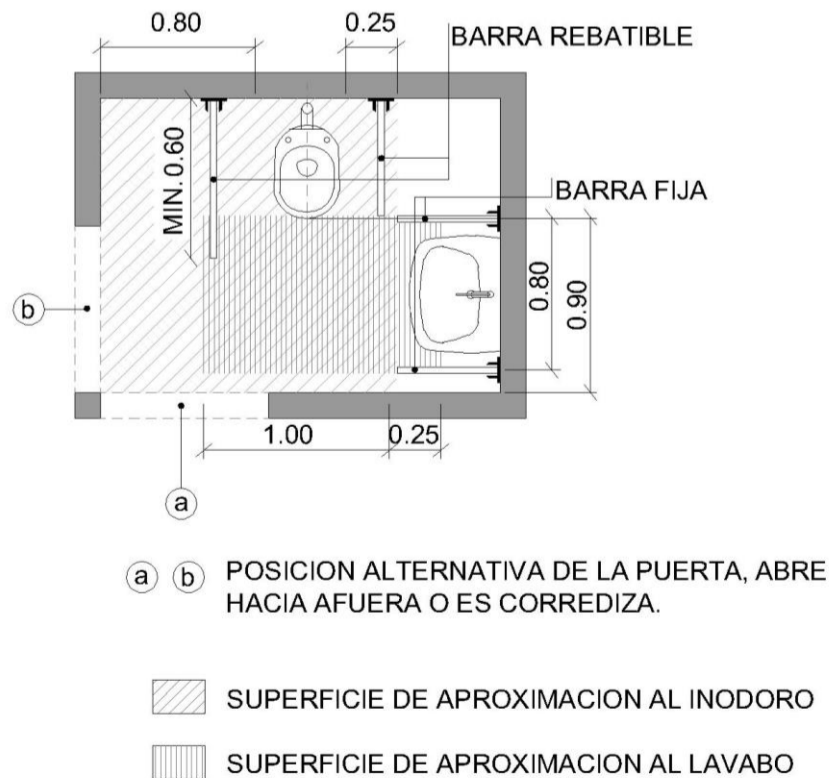 0.80
0.25
BARRA REBATIBLE
MIN. 0.60
BARRA FIJA
0.80
0.90
b
1.00
0.25
a
a b POSICION ALTERNATIVA DE LA PUERTA, ABRE
HACIA AFUERA O ES CORREDIZA.
SUPERFICIE DE APROXIMACION AL INODORO
SUPERFICIE DE APROXIMACION AL LAVABO